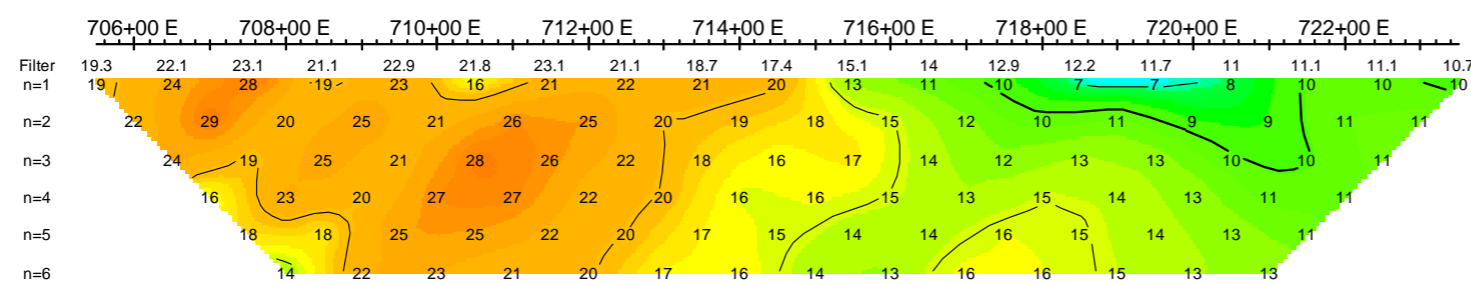 706+00 E 708+00 E 710+00 E 712+00 E 714+00 E 716+00 E 718+00 E 720+00 E 722+00 E
Filter 19.3 22.1 23.1 21.1 22.9 21.8 23.1 21.1 18.7 17.4 15.1 14 12.9 12.2 11.7 11 11.1 11.1 10.7
n=1 19 24 28 19 23 16 21 22 21 20 13 11 10 7 7 8 10 10 10
n=2 22 29 20 25 21 26 25 20 19 18 15 12 10 11 9 9 11 11
n=3 24 19 25 21 28 26 22 18 16 17 14 12 13 13 10 10 11
n=4 16 23 20 27 27 22 20 16 16 15 13 15 14 13 11 11
n=5 18 18 25 25 22 20 17 15 14 14 16 15 14 13 11
n=6 14 22 23 21 20 17 16 14 13 16 16 15 13 13